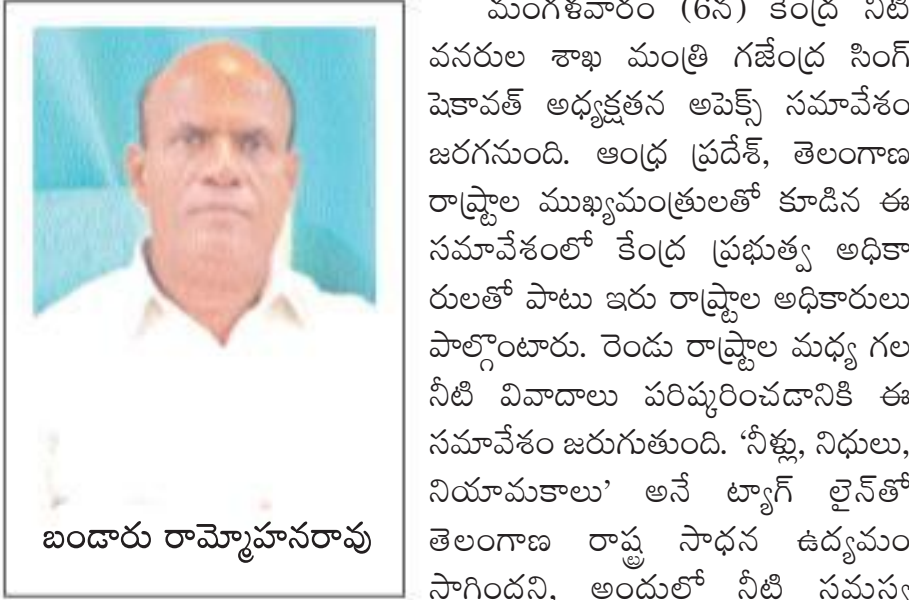 మంగళవారం (6న) కేంద్ర నీటి
వనరుల శాఖ మంత్రి గజేంద్ర సింగ్
షెకావత్ అధ్యక్షతన అపెక్స్ సమావేశం
జరగనుంది. ఆంధ్ర ప్రదేశ్, తెలంగాణ
రాష్ట్రాల ముఖ్యమంత్రులతో కూడిన ఈ
సమావేశంలో కేంద్ర ప్రభుత్వ అధికా
రులతో పాటు ఇరు రాష్ట్రాల అధికారులు
పాల్గొంటారు. రెండు రాష్ట్రాల మధ్య గల
నీటి వివాదాలు పరిష్కరించడానికి ఈ
సమావేశం జరుగుతుంది. ‘నీళ్లు, నిధులు,
నియామకాలు’ అనే ట్యాగ్ లైన్‌తో
తెలంగాణ రాష్ట్ర సాధన ఉద్యమం
సాగిందని, అందులో నీటి సమస్య
బండారు రామ్మోహనరావు